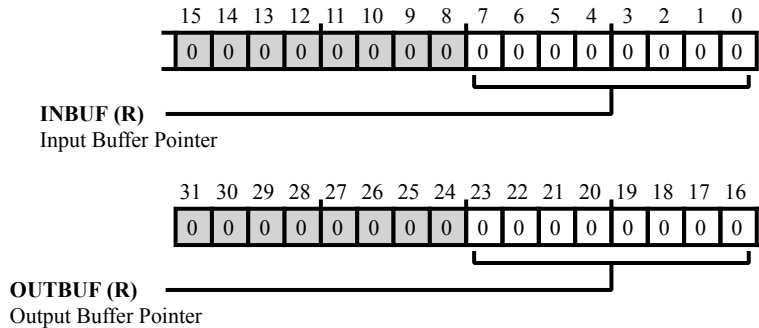 15 14 13 12 11 10 9 8 7 6 5 4 3 2 1 0
0 0 0 0 0 0 0 0 0 0 0 0 0 0 0 0
INBUF (R)
Input Buffer Pointer
31 30 29 28 27 26 25 24 23 22 21 20 19 18 17 16
0 0 0 0 0 0 0 0 0 0 0 0 0 0 0 0
OUTBUF (R)
Output Buffer Pointer